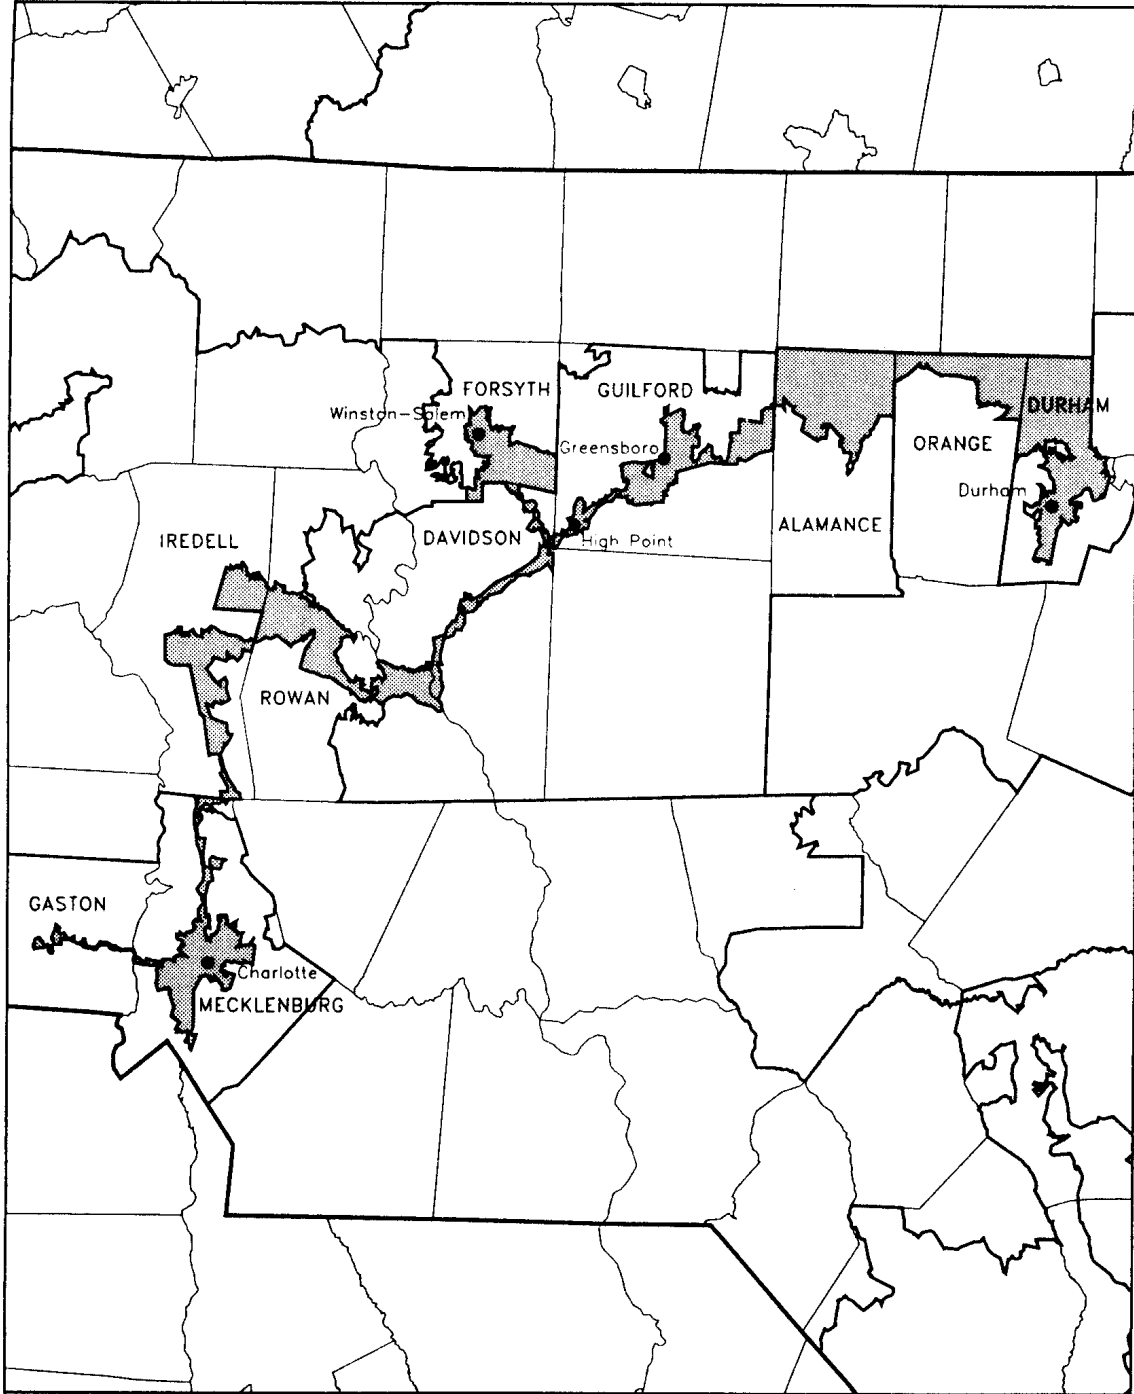 FORSYTH
GUILFORD
Winston-Salem
DURHAM
Greensboro
ORANGE
Durham
IREDELL
DAVIDSON
High Point
ALAMANCE
ROWAN
GASTON
Charlotte
MECKLENBURG